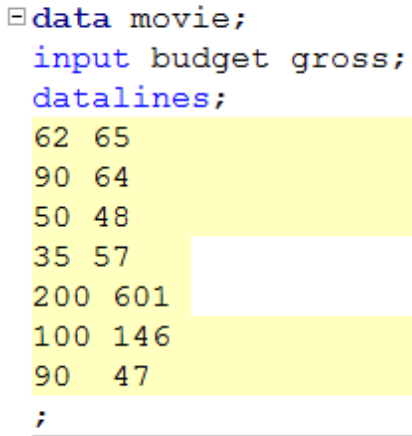 data movie;
input budget gross;
datalines;
62 65
90 64
50 48
35 57
200 601
100 146
90  47
;